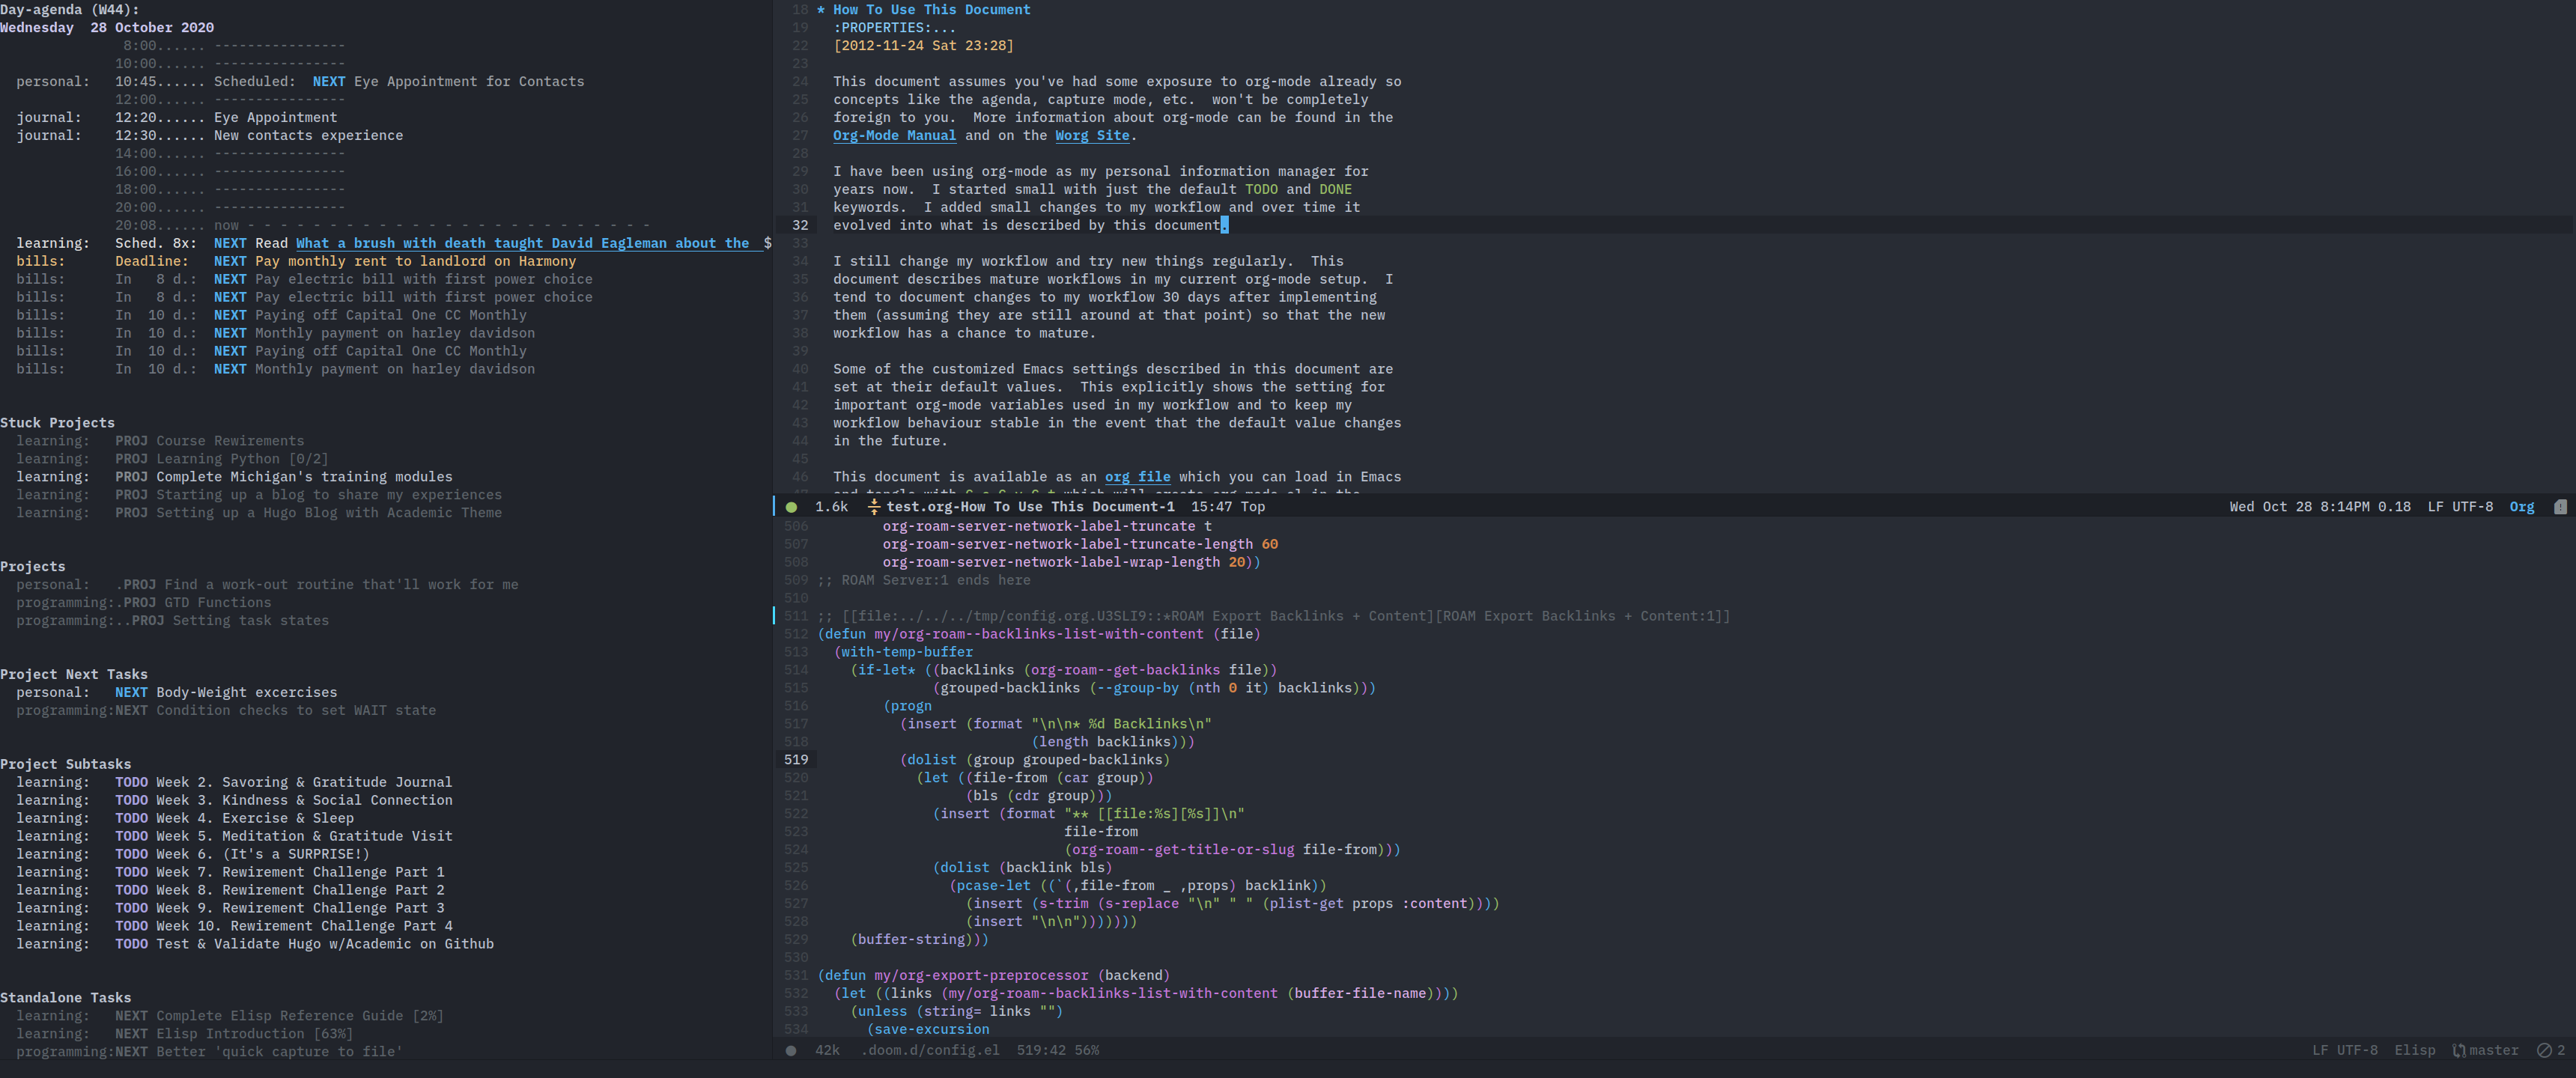 Day-agenda (W44):
Wednesday  28 October 2020
               8:00...... ----------------
              10:00...... ----------------
  personal:   10:45...... Scheduled:  NEXT Eye Appointment for Contacts
              12:00...... ----------------
  journal:    12:20...... Eye Appointment
  journal:    12:30...... New contacts experience
              14:00...... ----------------
              16:00...... ----------------
              18:00...... ----------------
              20:00...... ----------------
              20:08...... now - - - - - - - - - - - - - - - - - - - - - - - - -
  learning:   Sched. 8x:  NEXT Read What a brush with death taught David Eagleman about the $
  bills:      Deadline:   NEXT Pay monthly rent to landlord on Harmony
  bills:      In   8 d.:  NEXT Pay electric bill with first power choice
  bills:      In   8 d.:  NEXT Pay electric bill with first power choice
  bills:      In  10 d.:  NEXT Paying off Capital One CC Monthly
  bills:      In  10 d.:  NEXT Monthly payment on harley davidson
  bills:      In  10 d.:  NEXT Paying off Capital One CC Monthly
  bills:      In  10 d.:  NEXT Monthly payment on harley davidson
Stuck Projects
  learning:   PROJ Course Rewirements
  learning:   PROJ Learning Python [0/2]
  learning:   PROJ Complete Michigan's training modules
  learning:   PROJ Starting up a blog to share my experiences
  learning:   PROJ Setting up a Hugo Blog with Academic Theme
Projects
  personal:   .PROJ Find a work-out routine that'll work for me
  programming:.PROJ GTD Functions
  programming:..PROJ Setting task states
Project Next Tasks
  personal:   NEXT Body-Weight excercises
  programming:NEXT Condition checks to set WAIT state
Project Subtasks
  learning:   TODO Week 2. Savoring & Gratitude Journal
  learning:   TODO Week 3. Kindness & Social Connection
  learning:   TODO Week 4. Exercise & Sleep
  learning:   TODO Week 5. Meditation & Gratitude Visit
  learning:   TODO Week 6. (It's a SURPRISE!)
  learning:   TODO Week 7. Rewirement Challenge Part 1
  learning:   TODO Week 8. Rewirement Challenge Part 2
  learning:   TODO Week 9. Rewirement Challenge Part 3
  learning:   TODO Week 10. Rewirement Challenge Part 4
  learning:   TODO Test & Validate Hugo w/Academic on Github
Standalone Tasks
  learning:   NEXT Complete Elisp Reference Guide [2%]
  learning:   NEXT Elisp Introduction [63%]
  programming:NEXT Better 'quick capture to file'
18 * How To Use This Document
19   :PROPERTIES:...
22   [2012-11-24 Sat 23:28]
23
24   This document assumes you've had some exposure to org-mode already so
25   concepts like the agenda, capture mode, etc.  won't be completely
26   foreign to you.  More information about org-mode can be found in the
27   Org-Mode Manual and on the Worg Site.
28
29   I have been using org-mode as my personal information manager for
30   years now.  I started small with just the default TODO and DONE
31   keywords.  I added small changes to my workflow and over time it
32   evolved into what is described by this document.
33
34   I still change my workflow and try new things regularly.  This
35   document describes mature workflows in my current org-mode setup.  I
36   tend to document changes to my workflow 30 days after implementing
37   them (assuming they are still around at that point) so that the new
38   workflow has a chance to mature.
39
40   Some of the customized Emacs settings described in this document are
41   set at their default values.  This explicitly shows the setting for
42   important org-mode variables used in my workflow and to keep my
43   workflow behaviour stable in the event that the default value changes
44   in the future.
45
46   This document is available as an org file which you can load in Emacs
1.6k  test.org-How To Use This Document-1  15:47 Top  Wed Oct 28 8:14PM 0.18  LF UTF-8  Org
506         org-roam-server-network-label-truncate t
507         org-roam-server-network-label-truncate-length 60
508         org-roam-server-network-label-wrap-length 20))
509 ;; ROAM Server:1 ends here
510
511 ;; [[file:../../../tmp/config.org.U3SLI9::*ROAM Export Backlinks + Content][ROAM Export Backlinks + Content:1]]
512 (defun my/org-roam--backlinks-list-with-content (file)
513   (with-temp-buffer
514     (if-let* ((backlinks (org-roam--get-backlinks file))
515               (grouped-backlinks (--group-by (nth 0 it) backlinks)))
516         (progn
517           (insert (format "\n\n* %d Backlinks\n"
518                           (length backlinks)))
519           (dolist (group grouped-backlinks)
520             (let ((file-from (car group))
521                   (bls (cdr group)))
522               (insert (format "** [[file:%s][%s]]\n"
523                               file-from
524                               (org-roam--get-title-or-slug file-from)))
525               (dolist (backlink bls)
526                 (pcase-let ((`(,file-from _ ,props) backlink))
527                   (insert (s-trim (s-replace "\n" " " (plist-get props :content))))
528                   (insert "\n\n")))))))
529     (buffer-string)))
530
531 (defun my/org-export-preprocessor (backend)
532   (let ((links (my/org-roam--backlinks-list-with-content (buffer-file-name))))
533     (unless (string= links "")
534       (save-excursion
42k  .doom.d/config.el  519:42 56%  LF UTF-8  Elisp  master  2